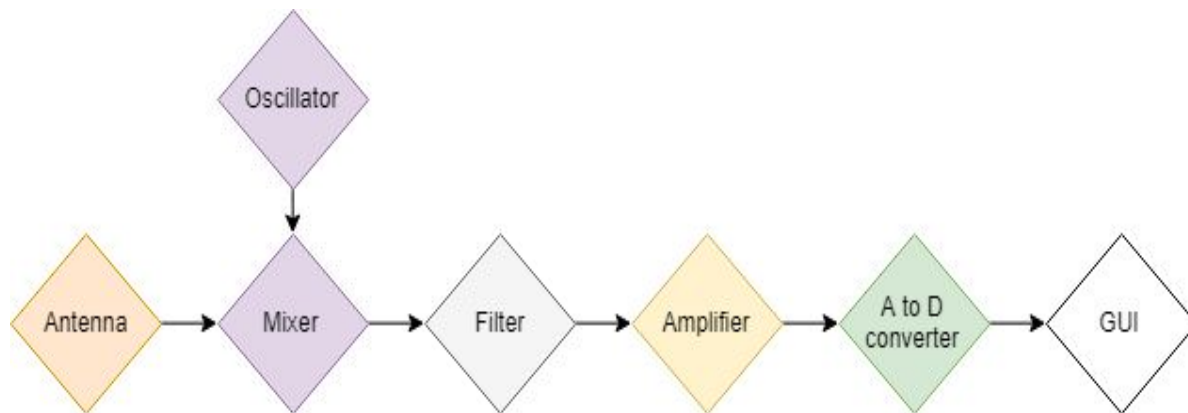 Oscillator
Antenna
Mixer
Filter
Amplifier
A to D
converter
GUI